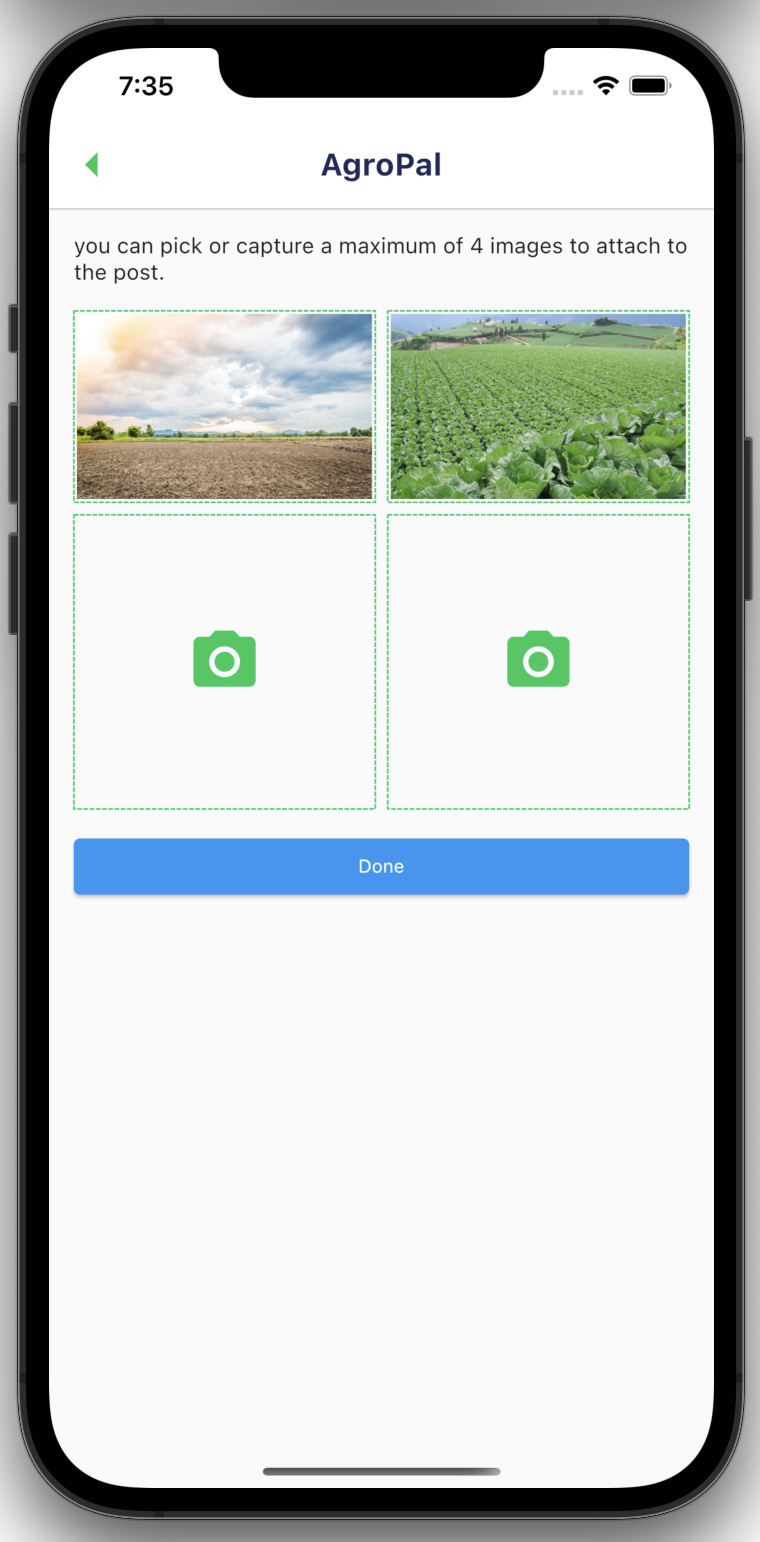 7:35
AgroPal
you can pick or capture a maximum of 4 images to attach to
the post.
Done